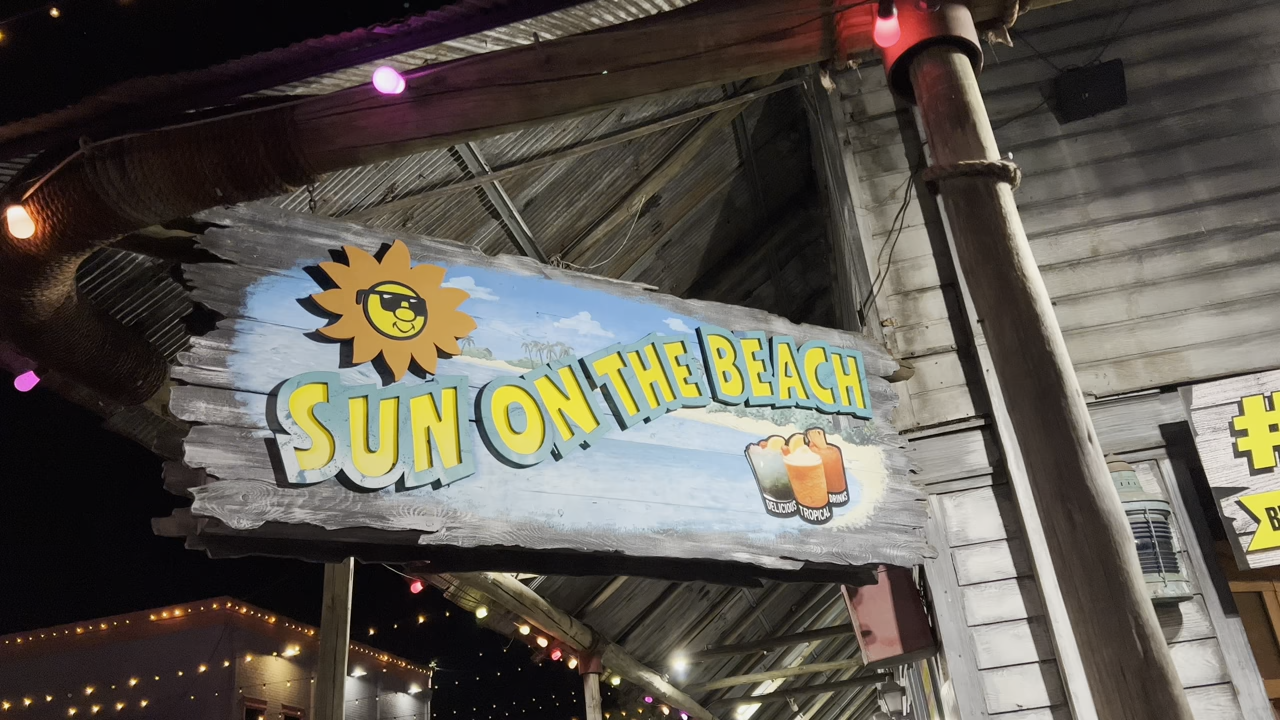 SUN ON THE BEACH
DELICIOUS TROPICAL DRINKS
#